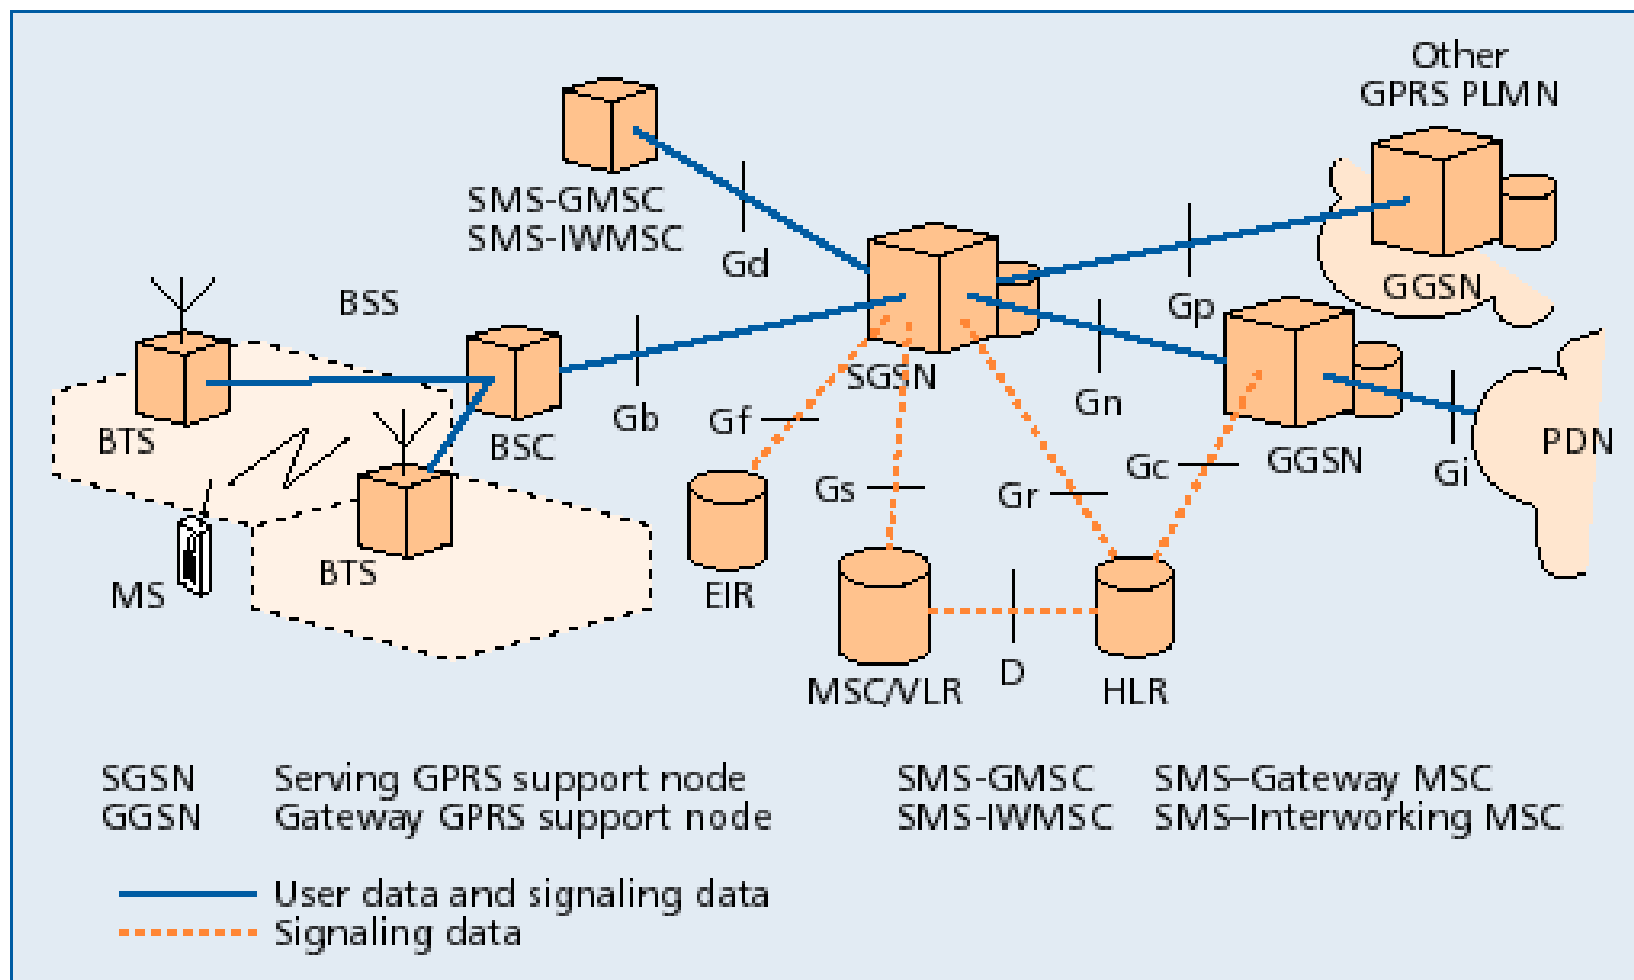 Other
GPRS PLMN
SMS-GMSC
SMS-IWMSC
Gd
GGSN
BSS
Gp
SGSN
Gn
Gb
Gf
BTS
BSC
Gc
GGSN
Gi
PDN
Gs
Gr
BTS
MS
EIR
MSC/VLR
D
HLR
SGSN Serving GPRS support node
GGSN Gateway GPRS support node
SMS-GMSC SMS–Gateway MSC
SMS-IWMSC SMS–Interworking MSC
User data and signaling data
Signaling data